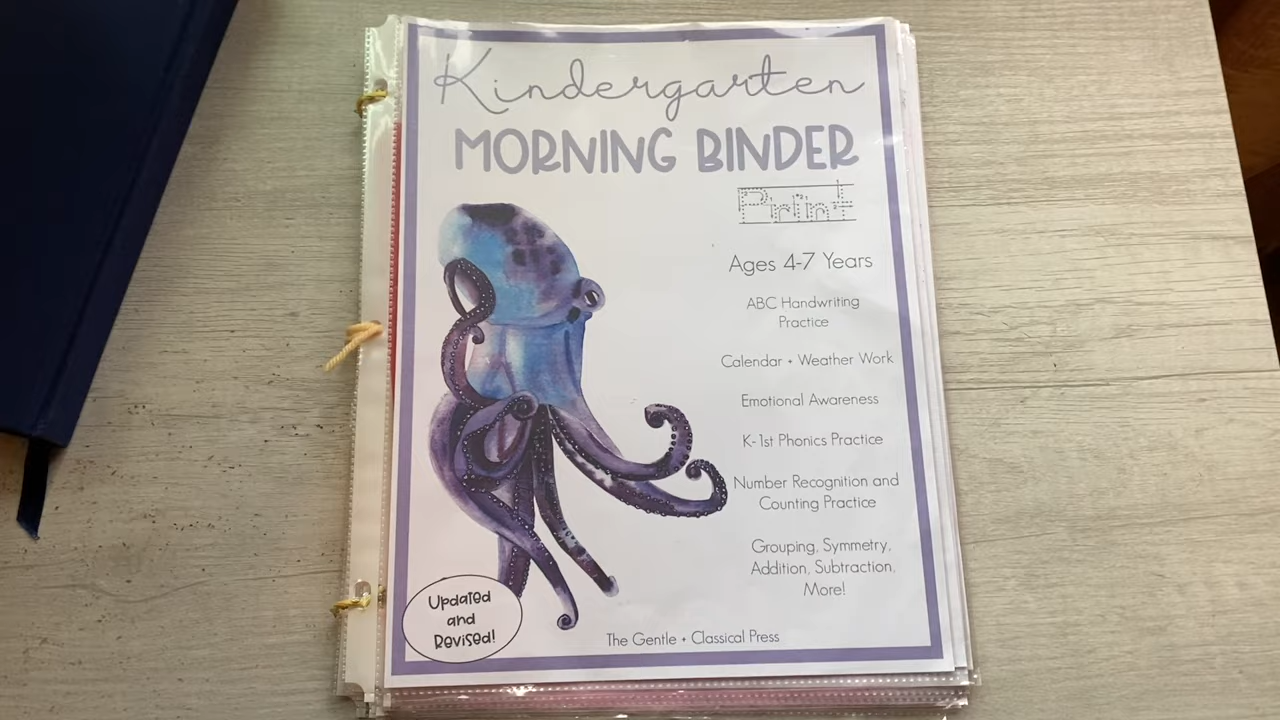 Kindergarten
MORNING BINDER
Print
Ages 4-7 Years
ABC Handwriting
Practice
Calendar + Weather Work
Emotional Awareness
K-1st Phonics Practice
Number Recognition and
Counting Practice
Grouping, Symmetry,
Addition, Subtraction,
More!
Updated
and
Revised!
The Gentle + Classical Press